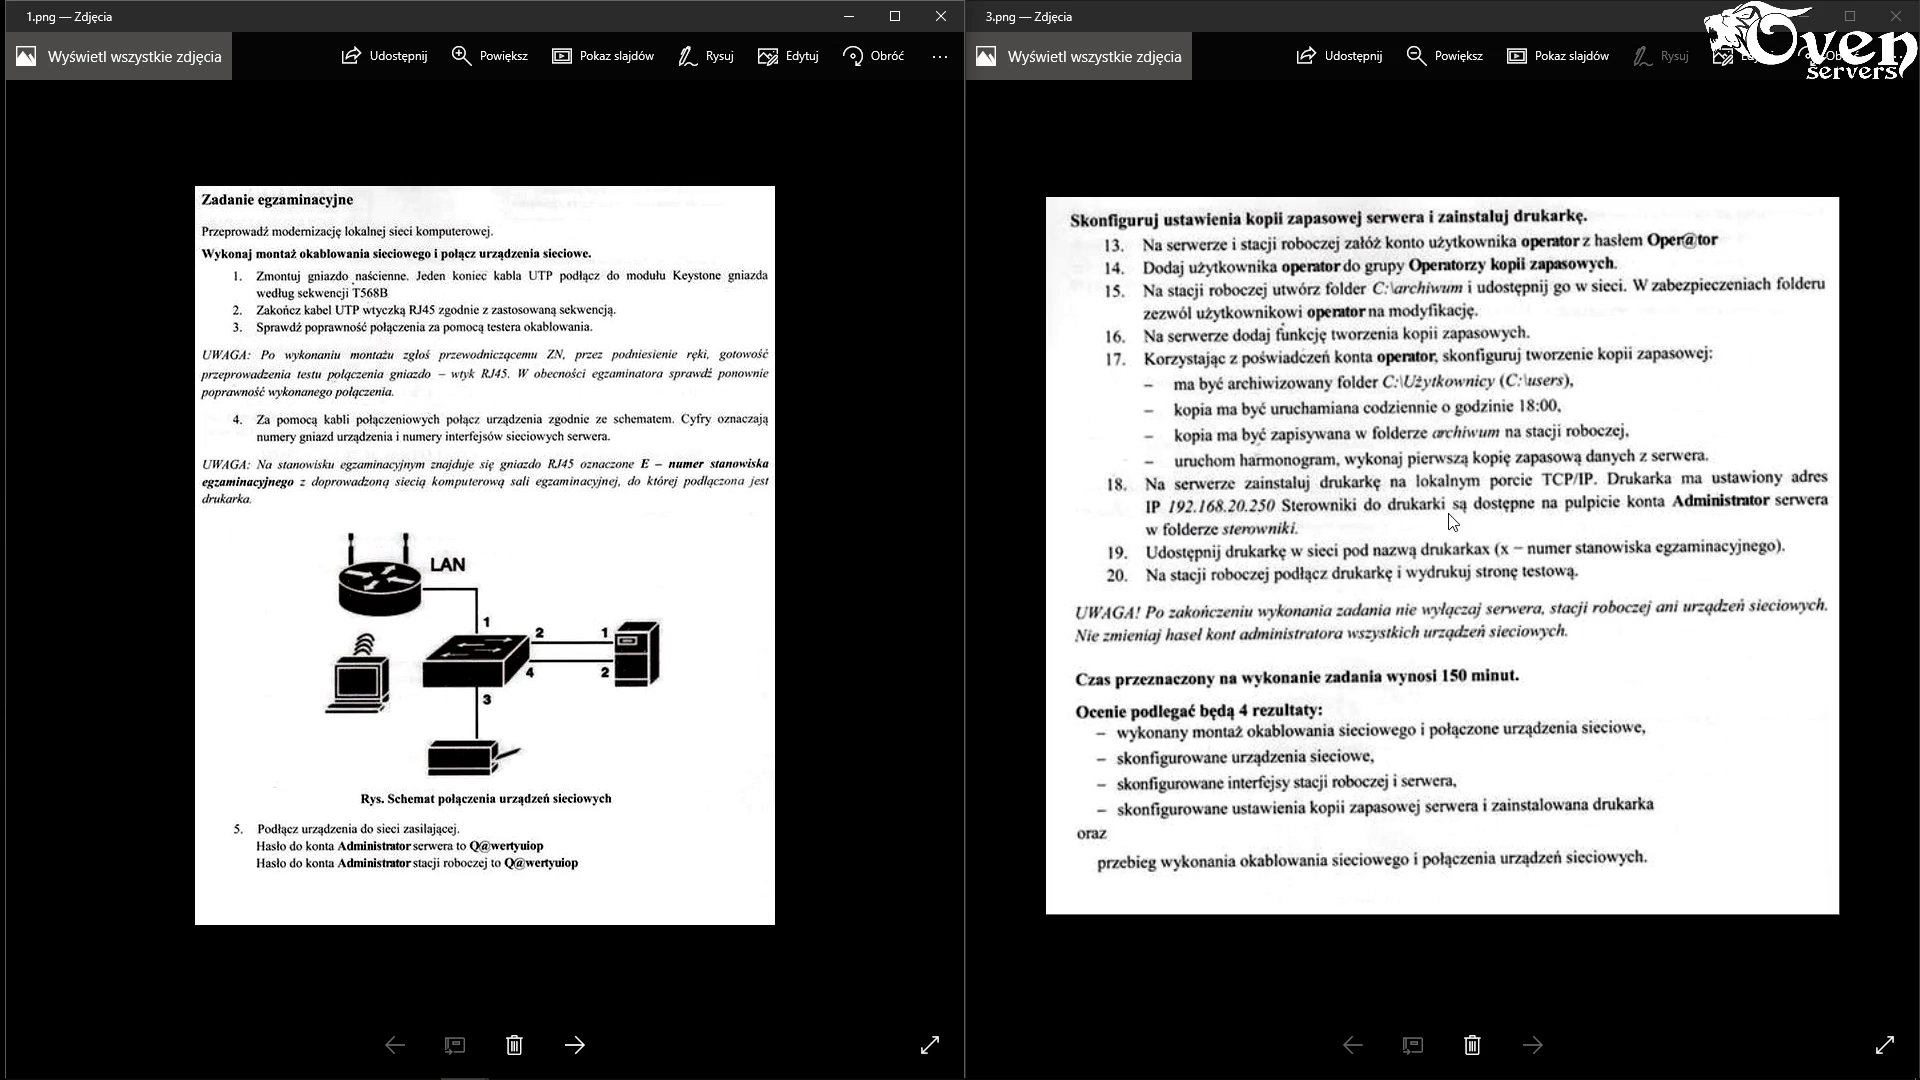 1.png — Zdjęcia
Wyświetl wszystkie zdjęcia
Udostępnij
Powiększ
Pokaz slajdów
Rysuj
Edytuj
Obróć
Zadanie egzaminacyjne
Przeprowadź modernizację lokalnej sieci komputerowej.
Wykonaj montaż okablowania sieciowego i połącz urządzenia sieciowe.
1. Zmontuj gniazdo naścienne. Jeden koniec kabla UTP podłącz do modułu Keystone gniazda
według sekwencji T568B
2. Zakończ kabel UTP wtyczką RJ45 zgodnie z zastosowaną sekwencją.
3. Sprawdź poprawność połączenia za pomocą testera okablowania.
UWAGA: Po wykonaniu montażu zgłoś przewodniczącemu ZN, przez podniesienie ręki, gotowość
przeprowadzenia testu połączenia gniazdo – wtyk RJ45. W obecności egzaminatora sprawdź ponownie
poprawność wykonanego połączenia.
4. Za pomocą kabli połączeniowych połącz urządzenia zgodnie ze schematem. Cyfry oznaczają
numery gniazd urządzenia i numery interfejsów sieciowych serwera.
UWAGA: Na stanowisku egzaminacyjnym znajduje się gniazdo RJ45 oznaczone E – numer stanowiska
egzaminacyjnego z doprowadzoną siecią komputerową sali egzaminacyjnej, do której podłączona jest
drukarka.
LAN
1
2
1
4
2
3
Rys. Schemat połączenia urządzeń sieciowych
5. Podłącz urządzenia do sieci zasilającej.
Hasło do konta Administrator serwera to Q@wertyuiop
Hasło do konta Administrator stacji roboczej to Q@wertyuiop
3.png — Zdjęcia
Wyświetl wszystkie zdjęcia
Udostępnij
Powiększ
Pokaz slajdów
Rysuj
Oven
servers
Skonfiguruj ustawienia kopii zapasowej serwera i zainstaluj drukarkę.
13. Na serwerze i stacji roboczej załóż konto użytkownika operator z hasłem Oper@tor
14. Dodaj użytkownika operator do grupy Operatorzy kopii zapasowych.
15. Na stacji roboczej utwórz folder C:\archiwum i udostępnij go w sieci. W zabezpieczeniach folderu
zezwól użytkownikowi operator na modyfikację.
16. Na serwerze dodaj funkcję tworzenia kopii zapasowych.
17. Korzystając z poświadczeń konta operator, skonfiguruj tworzenie kopii zapasowej:
– ma być archiwizowany folder C:\Użytkownicy (C:\users),
– kopia ma być uruchamiana codziennie o godzinie 18:00,
– kopia ma być zapisywana w folderze archiwum na stacji roboczej,
– uruchom harmonogram, wykonaj pierwszą kopię zapasową danych z serwera.
18. Na serwerze zainstaluj drukarkę na lokalnym porcie TCP/IP. Drukarka ma ustawiony adres
IP 192.168.20.250 Sterowniki do drukarki są dostępne na pulpicie konta Administrator serwera
w folderze sterowniki.
19. Udostępnij drukarkę w sieci pod nazwą drukarkax (x – numer stanowiska egzaminacyjnego).
20. Na stacji roboczej podłącz drukarkę i wydrukuj stronę testową.
UWAGA! Po zakończeniu wykonania zadania nie wyłączaj serwera, stacji roboczej ani urządzeń sieciowych.
Nie zmieniaj haseł kont administratora wszystkich urządzeń sieciowych.
Czas przeznaczony na wykonanie zadania wynosi 150 minut.
Ocenie podlegać będą 4 rezultaty:
– wykonany montaż okablowania sieciowego i połączone urządzenia sieciowe,
– skonfigurowane urządzenia sieciowe,
– skonfigurowane interfejsy stacji roboczej i serwera,
– skonfigurowane ustawienia kopii zapasowej serwera i zainstalowana drukarka
oraz
przebieg wykonania okablowania sieciowego i połączenia urządzeń sieciowych.